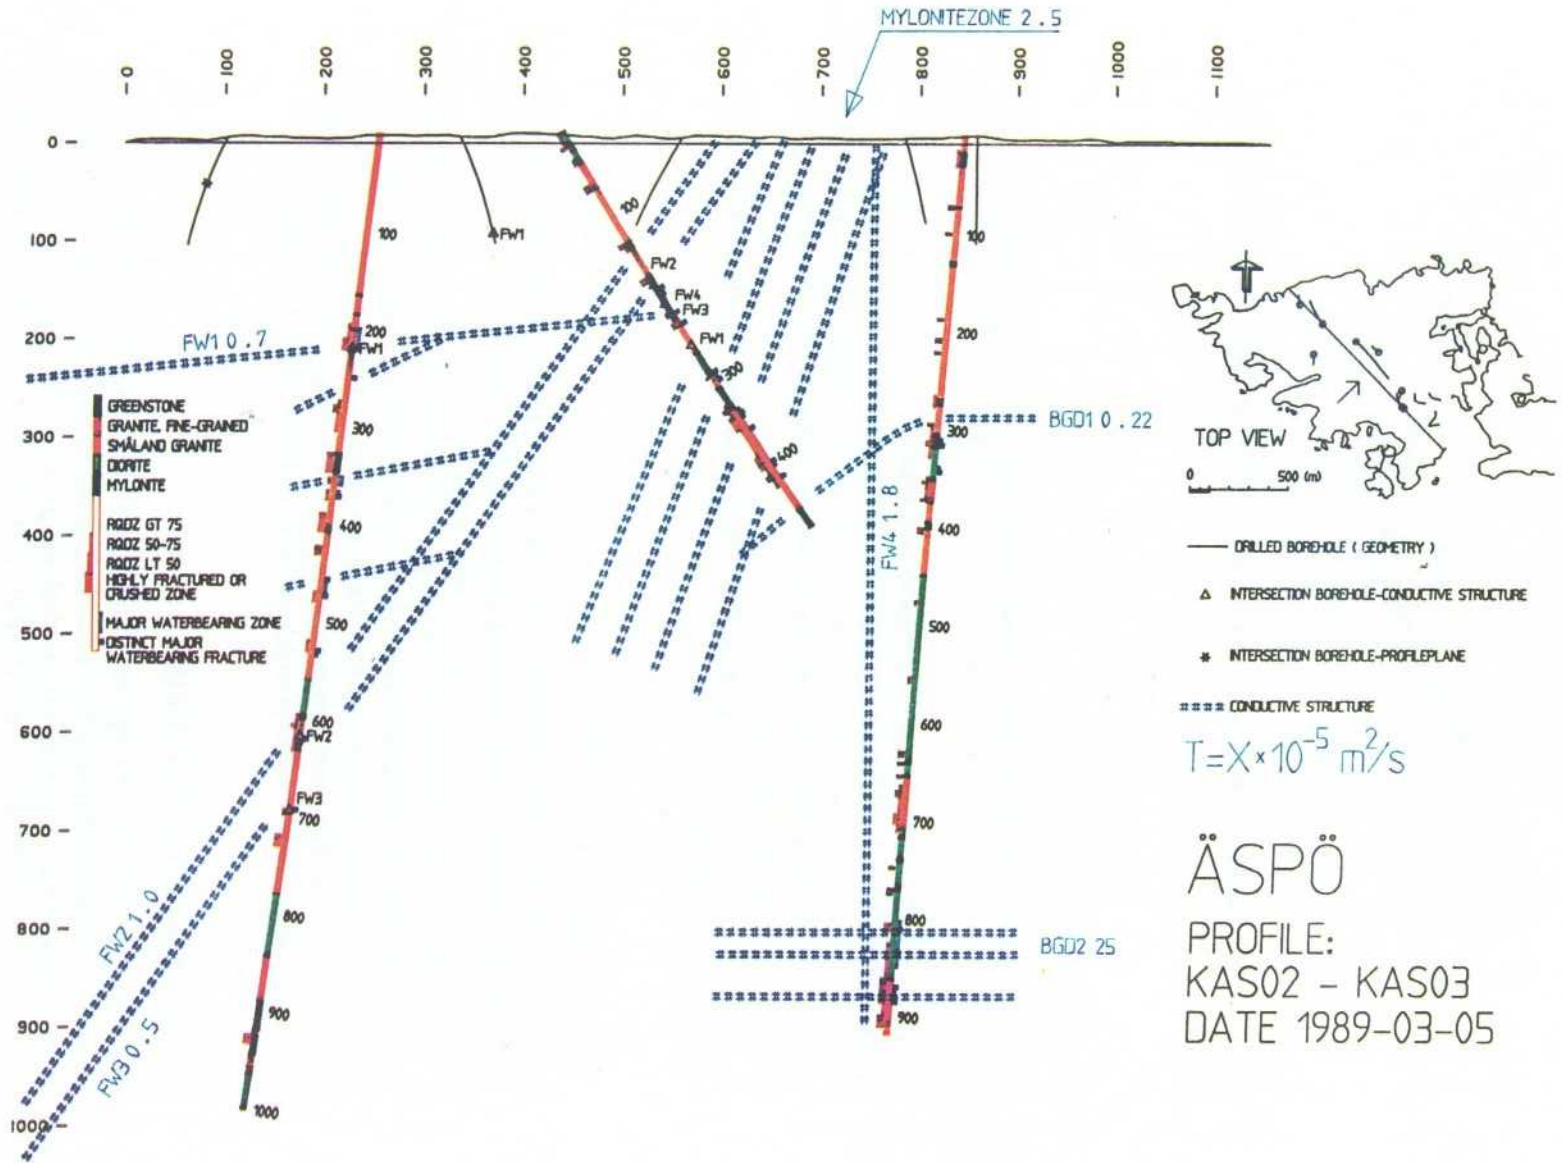 MYLONITEZONE 2.5
0
100
200
300
400
500
600
700
800
900
1000
1100
0
100
200
300
400
500
600
700
800
900
1000
FW1 0.7
FW2 1.0
FW3 0.5
FW4 1.8
BGD1 0.22
BGD2 25
100
200
FW1
300
400
500
600
FW2
FW3
700
800
900
1000
FW1
100
FW2
FW4
FW3
FW1
300
400
100
200
300
400
500
600
700
800
900
GREENSTONE
GRANITE, FINE-GRAINED
SMÅLAND GRANITE
DIORITE
MYLONITE
RQDZ GT 75
RQDZ 50-75
RQDZ LT 50
HIGHLY FRACTURED OR
CRUSHED ZONE
MAJOR WATERBEARING ZONE
DISTINCT MAJOR
WATERBEARING FRACTURE
TOP VIEW
0 500 (m)
DRILLED BOREHOLE ( GEOMETRY )
INTERSECTION BOREHOLE-CONDUCTIVE STRUCTURE
INTERSECTION BOREHOLE-PROFILEPLANE
CONDUCTIVE STRUCTURE
T=X*10⁻⁵ m²/s
ÄSPÖ
PROFILE:
KAS02 - KAS03
DATE 1989-03-05